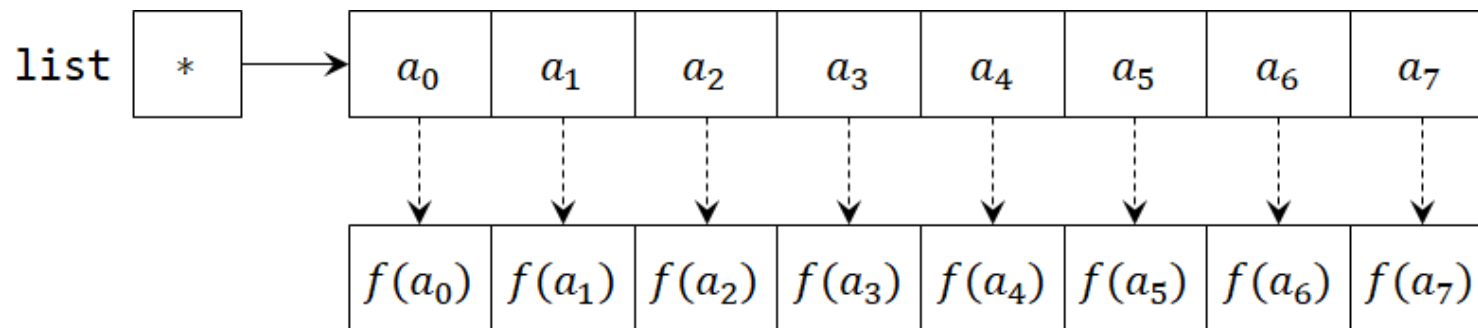 list * a₀ a₁ a₂ a₃ a₄ a₅ a₆ a₇
f(a₀) f(a₁) f(a₂) f(a₃) f(a₄) f(a₅) f(a₆) f(a₇)